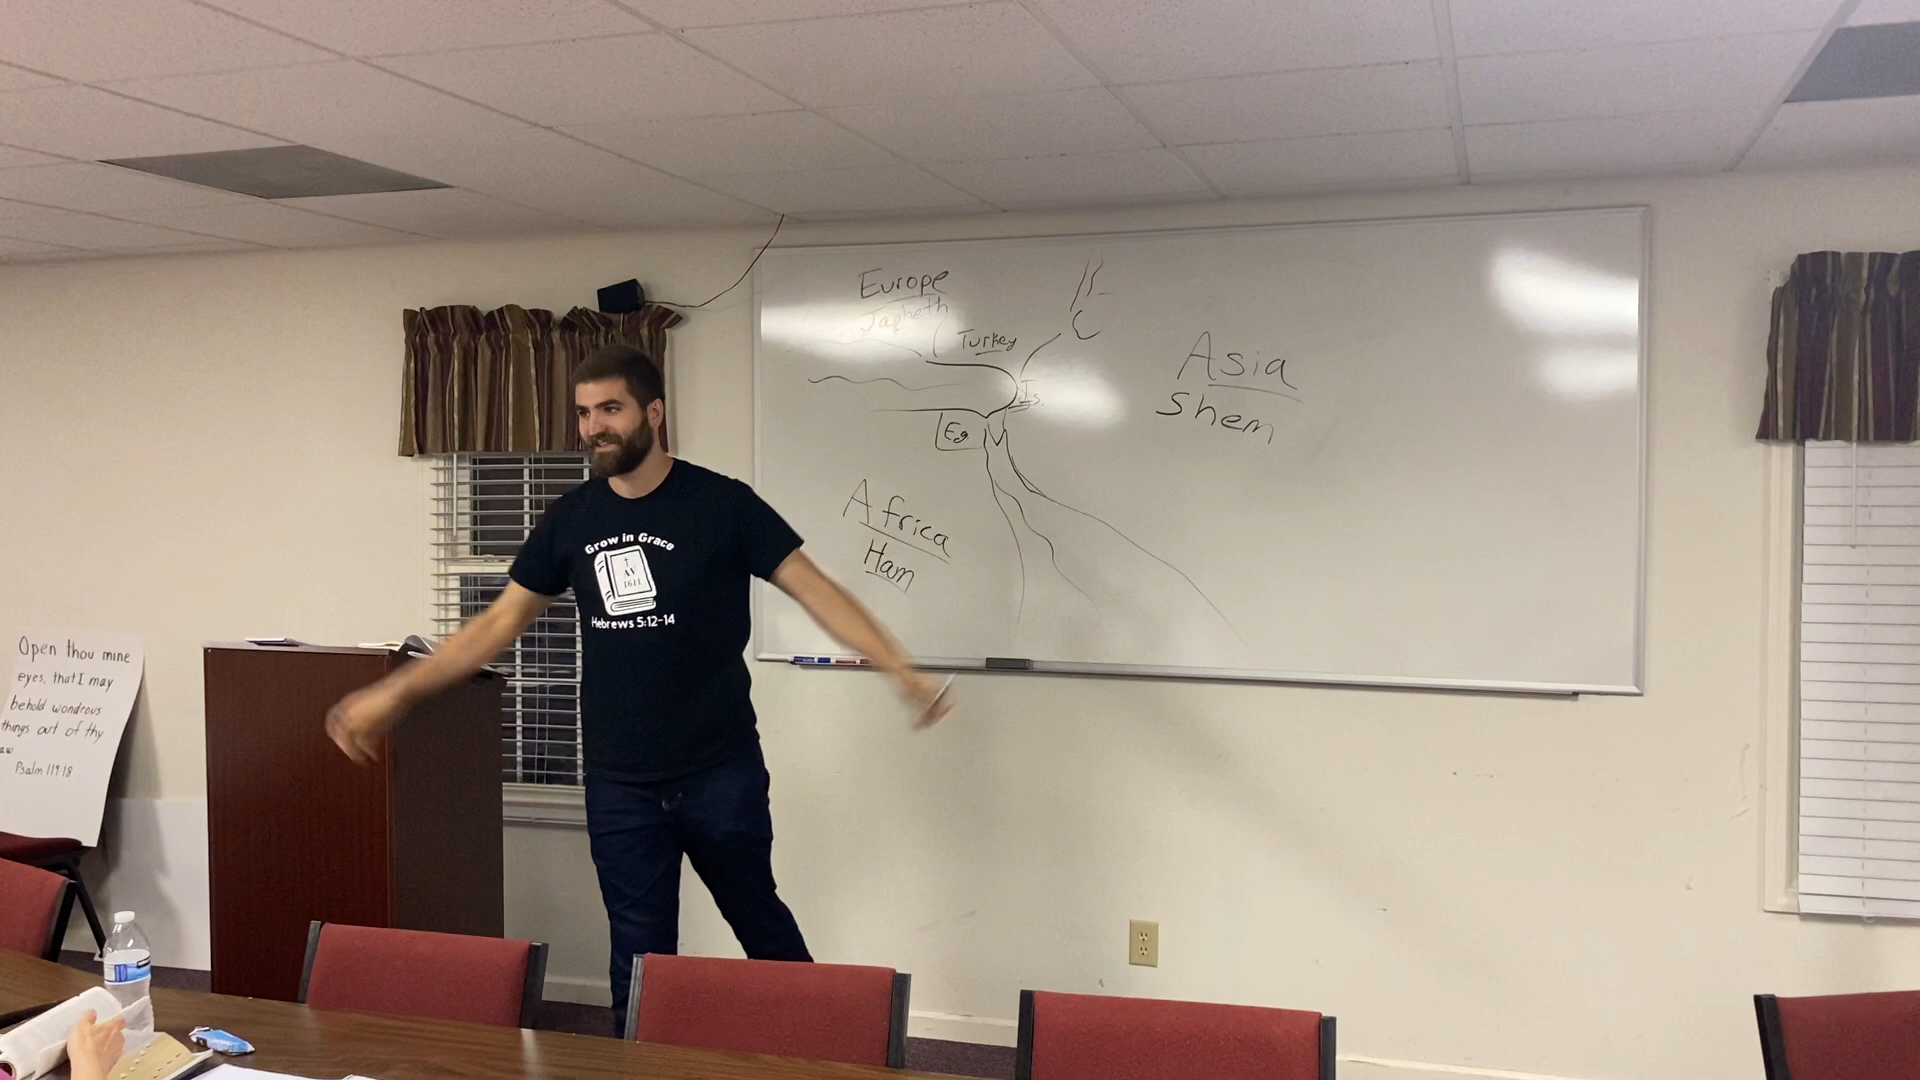 Europe
Japheth
Turkey
Is.
Eg
Asia
Shem
Africa
Ham
Grow in Grace
AV
1611
Hebrews 5:12-14
Open thou mine
eyes, that I may
behold wondrous
things out of thy
aw
Psalm 119:18